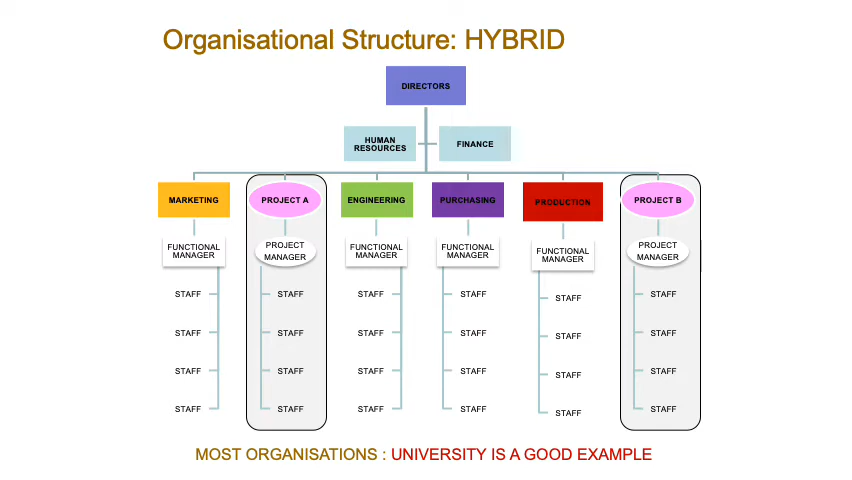 Organisational Structure: HYBRID
DIRECTORS
HUMAN
RESOURCES
FINANCE
MARKETING
PROJECT A
ENGINEERING
PURCHASING
PRODUCTION
PROJECT B
FUNCTIONAL
MANAGER
PROJECT
MANAGER
FUNCTIONAL
MANAGER
FUNCTIONAL
MANAGER
FUNCTIONAL
MANAGER
PROJECT
MANAGER
STAFF STAFF STAFF STAFF STAFF STAFF
STAFF STAFF STAFF STAFF STAFF STAFF
STAFF STAFF STAFF STAFF STAFF STAFF
STAFF STAFF STAFF STAFF STAFF STAFF
MOST ORGANISATIONS : UNIVERSITY IS A GOOD EXAMPLE